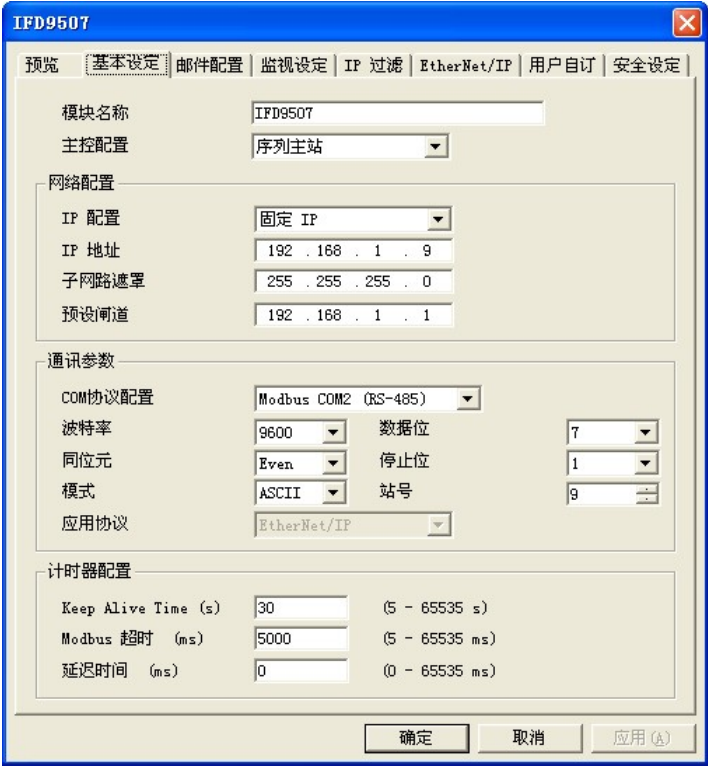 IFD9507
预览 基本设定 邮件配置 监视设定 IP 过滤 EtherNet/IP 用户自订 安全设定
模块名称 IFD9507
主控配置 序列主站
网络配置
IP 配置 固定 IP
IP 地址 192 . 168 . 1 . 9
子网路遮罩 255 . 255 . 255 . 0
预设闸道 192 . 168 . 1 . 1
通讯参数
COM协议配置 Modbus COM2 (RS-485)
波特率 9600 数据位 7
同位元 Even 停止位 1
模式 ASCII 站号 9
应用协议 EtherNet/IP
计时器配置
Keep Alive Time (s) 30 (5 - 65535 s)
Modbus 超时 (ms) 5000 (5 - 65535 ms)
延迟时间 (ms) 0 (0 - 65535 ms)
确定 取消 应用(A)